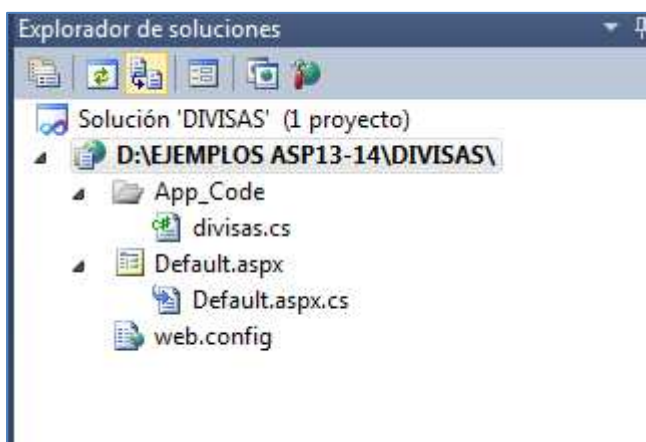 Explorador de soluciones
Solución 'DIVISAS' (1 proyecto)
D:\EJEMPLOS ASP13-14\DIVISAS\
App_Code
divisas.cs
Default.aspx
Default.aspx.cs
web.config